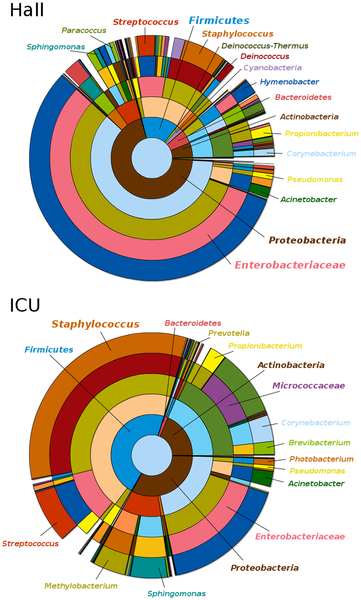 Hall
Firmicutes
Streptococcus
Paracoccus
Staphylococcus
Sphingomonas
Deinococcus-Thermus
Deinococcus
Cyanobacteria
Hymenobacter
Bacteroidetes
Actinobacteria
Propionibacterium
Corynebacterium
Pseudomonas
Acinetobacter
Proteobacteria
Enterobacteriaceae
ICU
Staphylococcus
Bacteroidetes
Prevotella
Firmicutes
Propionibacterium
Actinobacteria
Micrococcaceae
Corynebacterium
Brevibacterium
Photobacterium
Pseudomonas
Acinetobacter
Enterobacteriaceae
Streptococcus
Proteobacteria
Methylobacterium
Sphingomonas